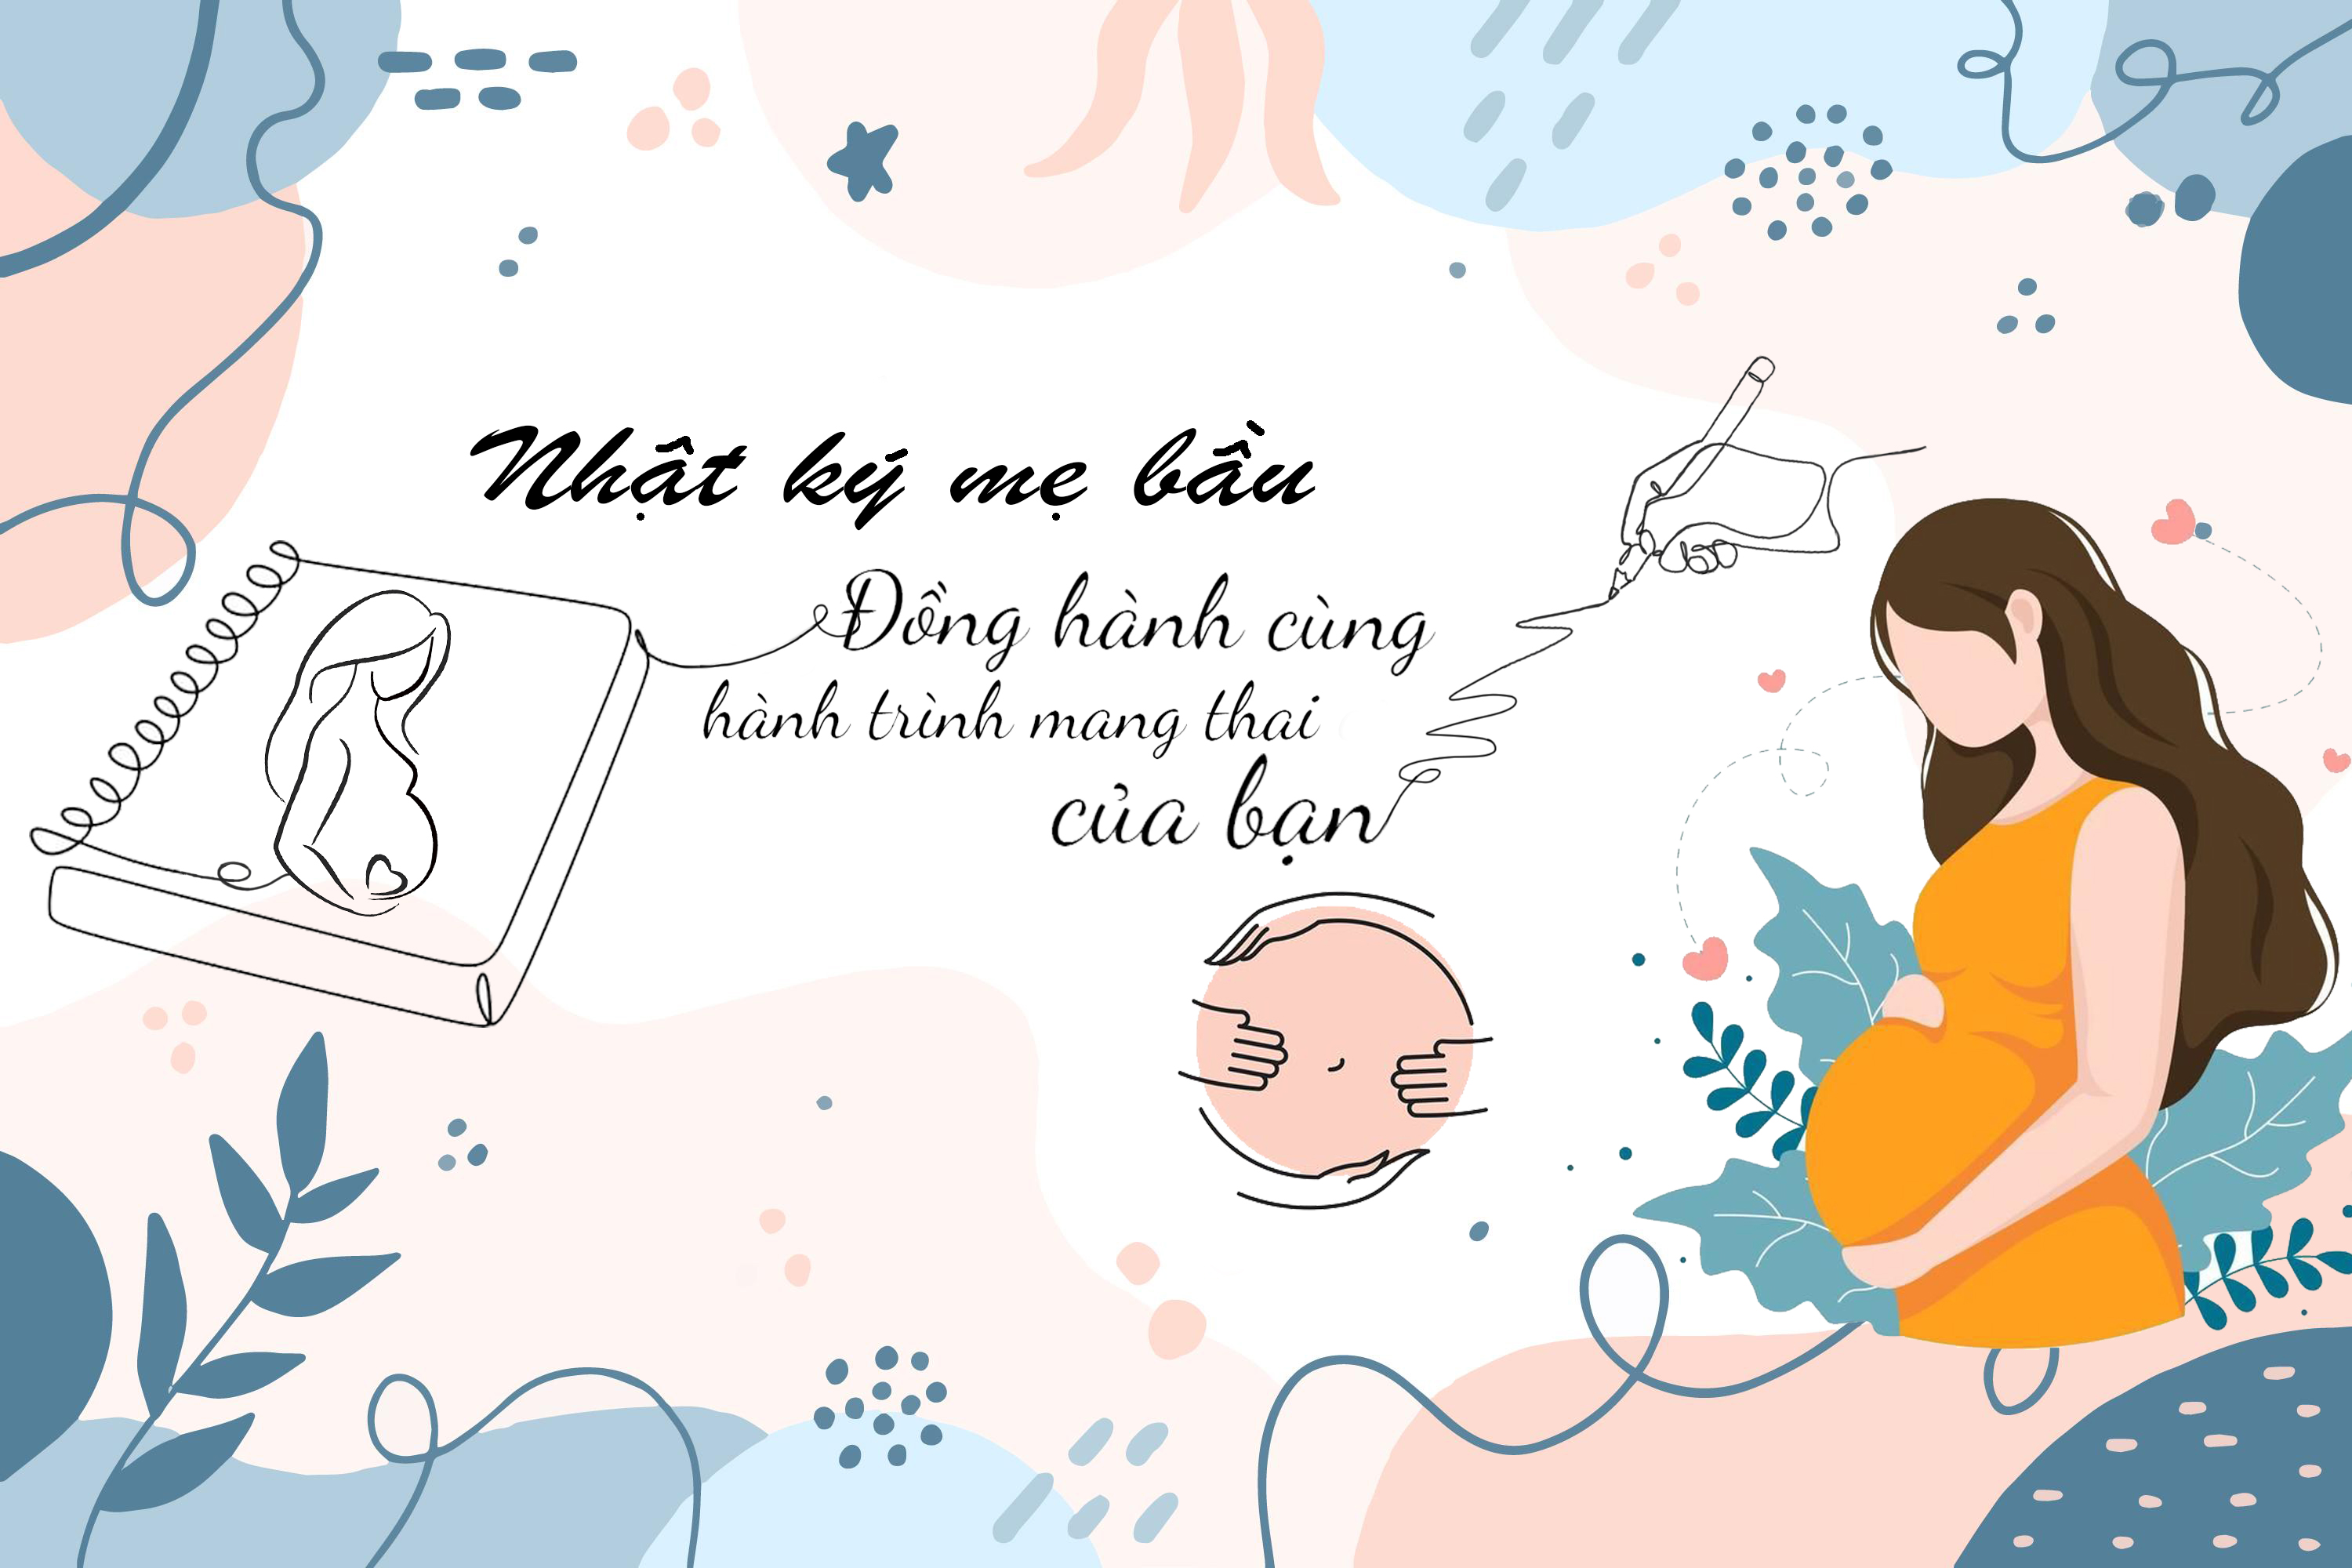 Nhật ký mẹ bầu
Đồng hành cùng
hành trình mang thai
của bạn